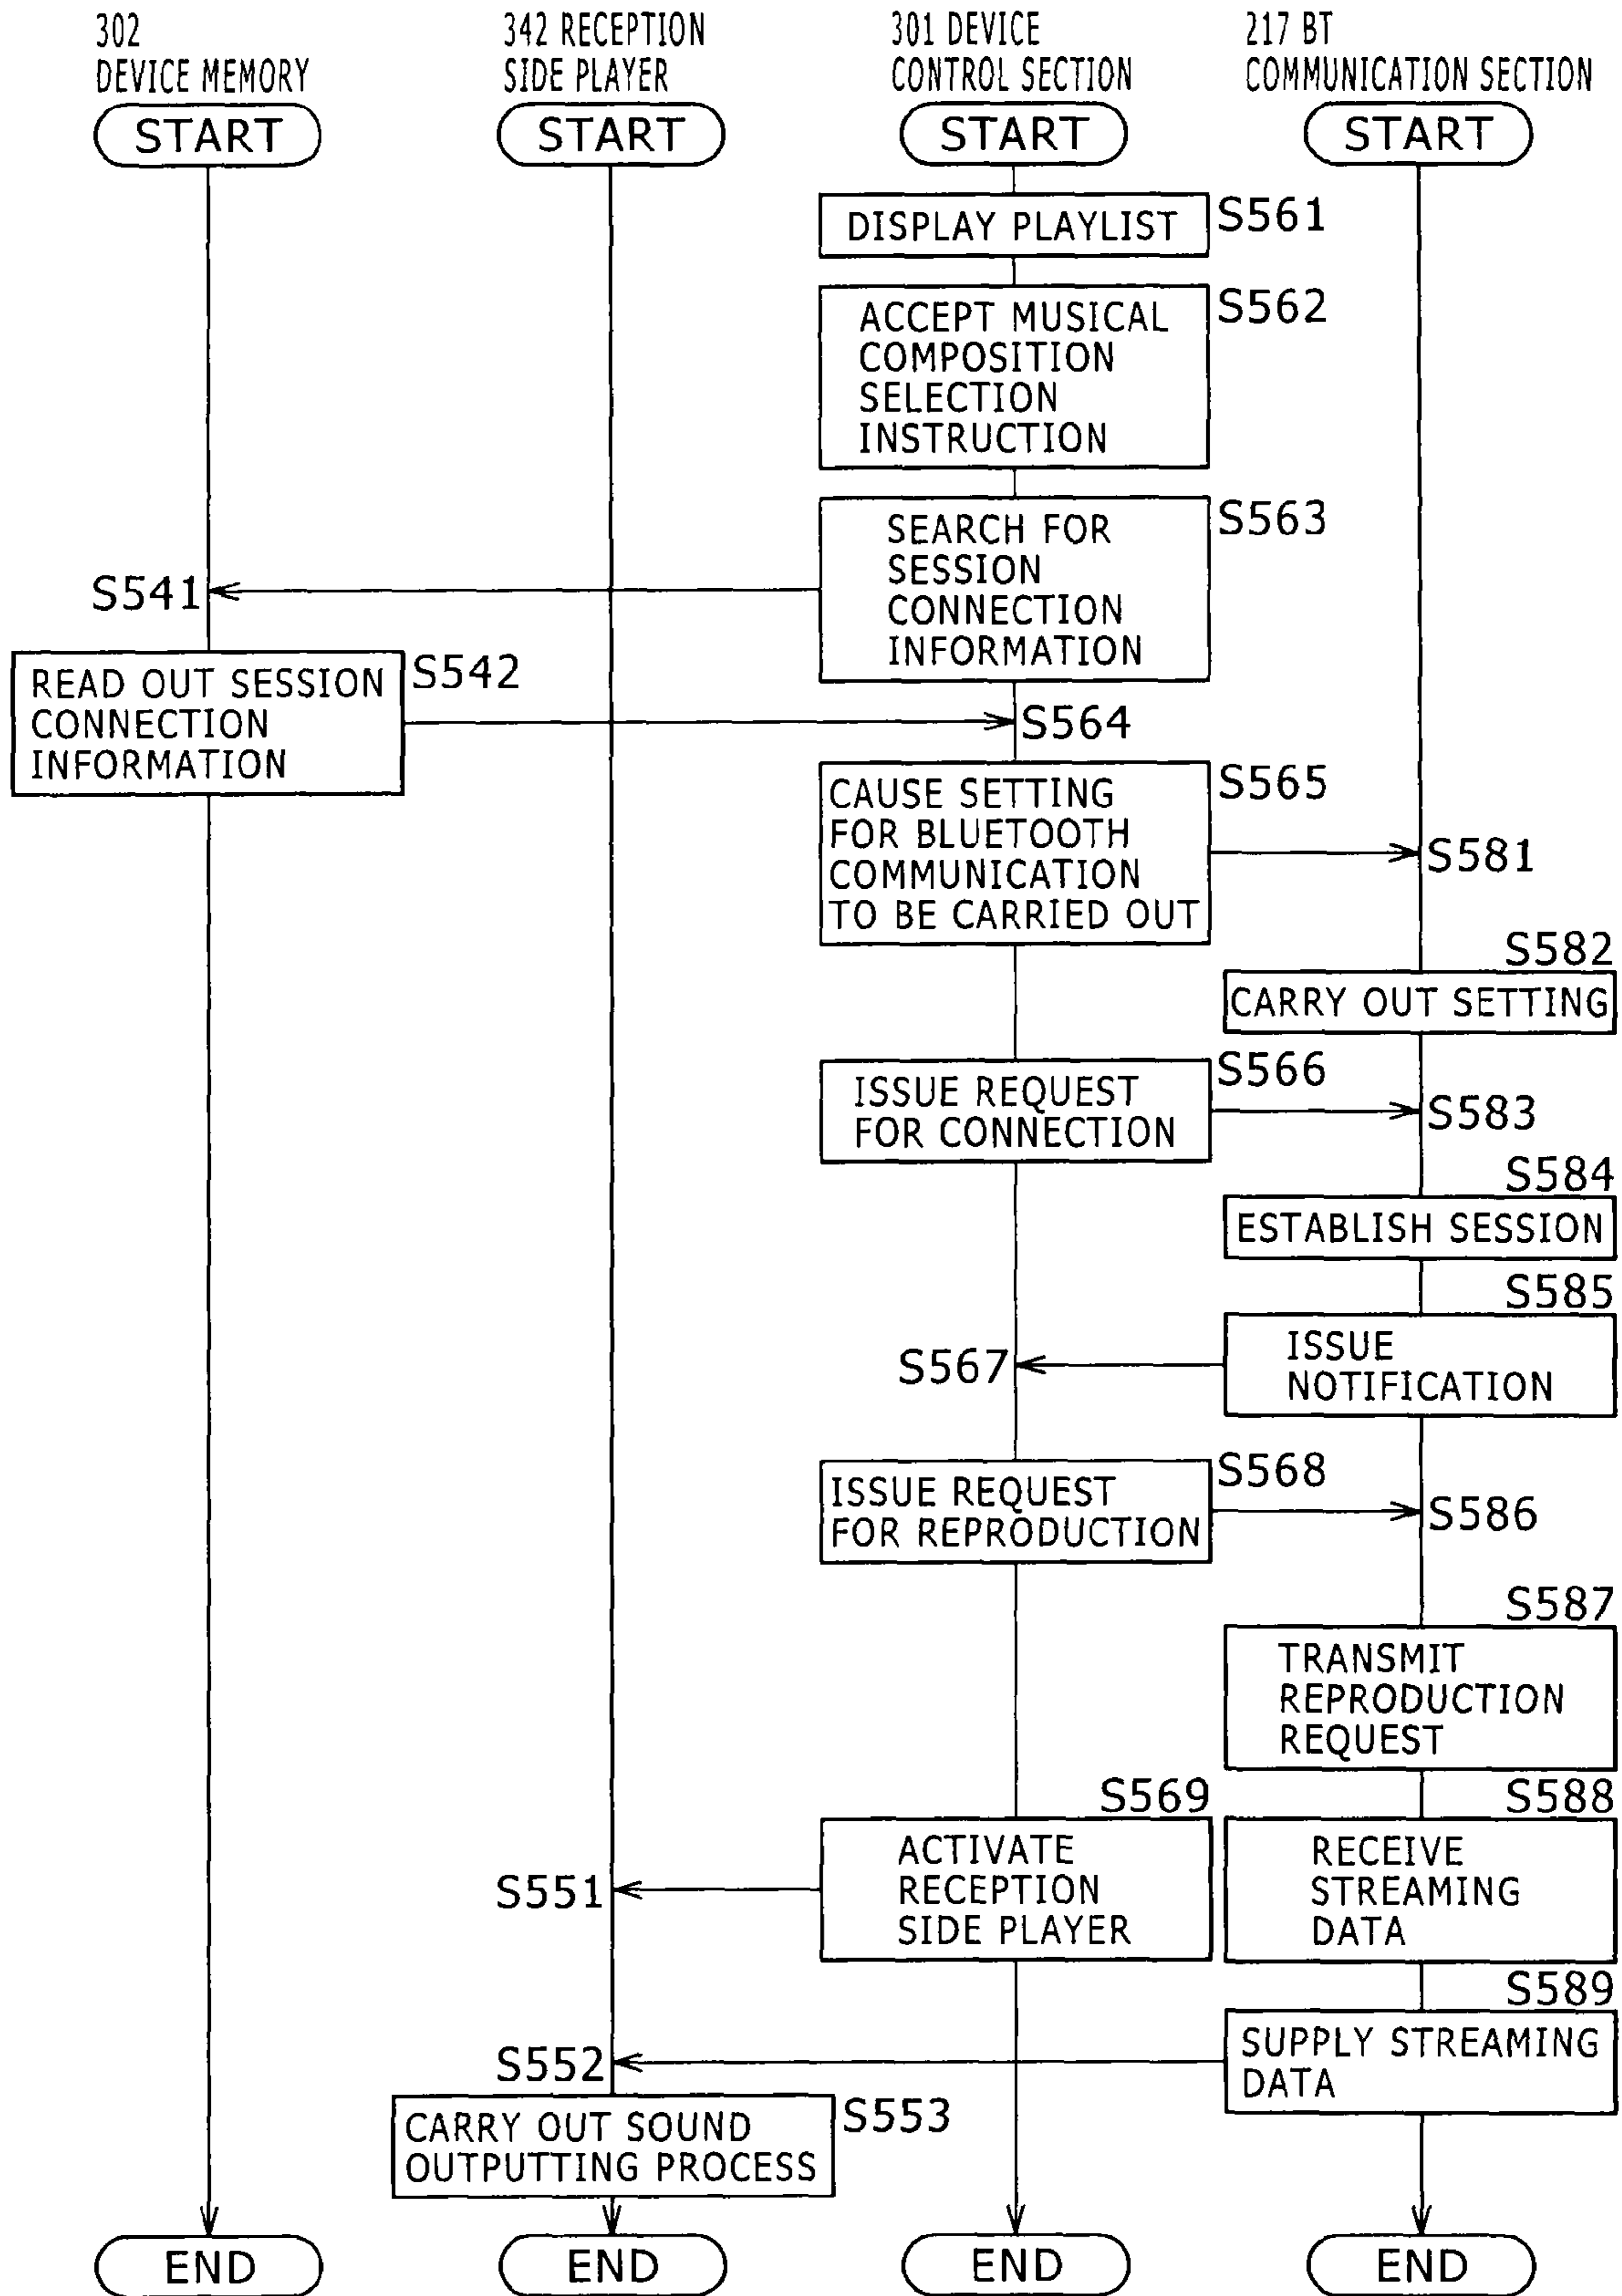 302
DEVICE MEMORY
342 RECEPTION
SIDE PLAYER
301 DEVICE
CONTROL SECTION
217 BT
COMMUNICATION SECTION
START
START
START
START
DISPLAY PLAYLIST
S561
ACCEPT MUSICAL
COMPOSITION
SELECTION
INSTRUCTION
S562
SEARCH FOR
SESSION
CONNECTION
INFORMATION
S563
S541
READ OUT SESSION
CONNECTION
INFORMATION
S542
S564
CAUSE SETTING
FOR BLUETOOTH
COMMUNICATION
TO BE CARRIED OUT
S565
S581
S582
CARRY OUT SETTING
ISSUE REQUEST
FOR CONNECTION
S566
S583
S584
ESTABLISH SESSION
S585
ISSUE
NOTIFICATION
S567
ISSUE REQUEST
FOR REPRODUCTION
S568
S586
S587
TRANSMIT
REPRODUCTION
REQUEST
S569
ACTIVATE
RECEPTION
SIDE PLAYER
S551
S588
RECEIVE
STREAMING
DATA
S589
SUPPLY STREAMING
DATA
S552
CARRY OUT SOUND
OUTPUTTING PROCESS
S553
END
END
END
END